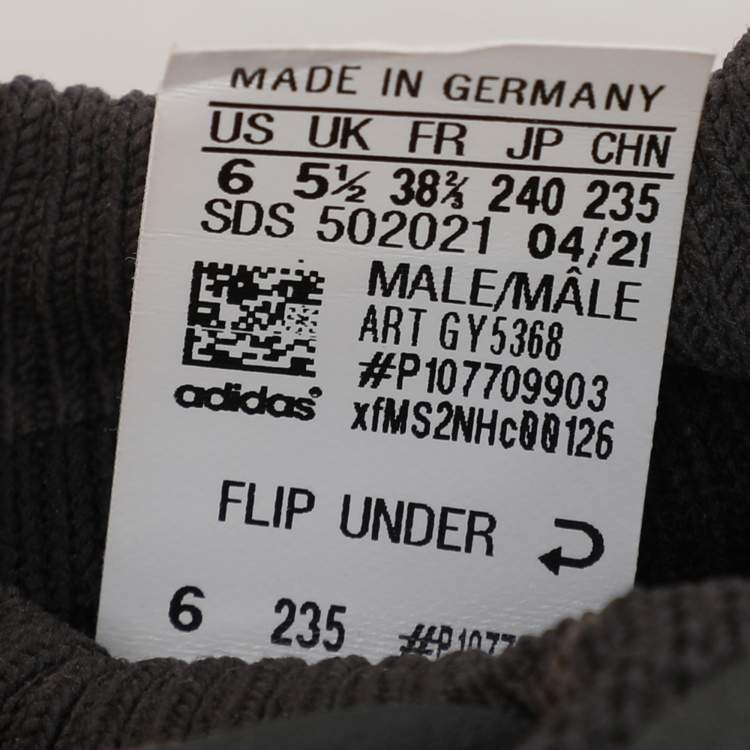 MADE IN GERMANY
US UK FR JP CHN
6 5½ 38⅔ 240 235
SDS 502021 04/21
MALE/MÂLE
ART GY5368
#P107709903
xfMS2NHc00126
adidas®
FLIP UNDER
6 235 #P1077